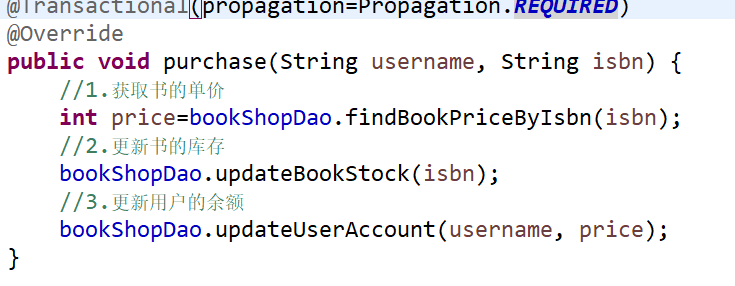 @Transactional(propagation=Propagation.REQUIRED)
@Override
public void purchase(String username, String isbn) {
//1.获取书的单价
int price=bookShopDao.findBookPriceByIsbn(isbn);
//2.更新书的库存
bookShopDao.updateBookStock(isbn);
//3.更新用户的余额
bookShopDao.updateUserAccount(username, price);
}